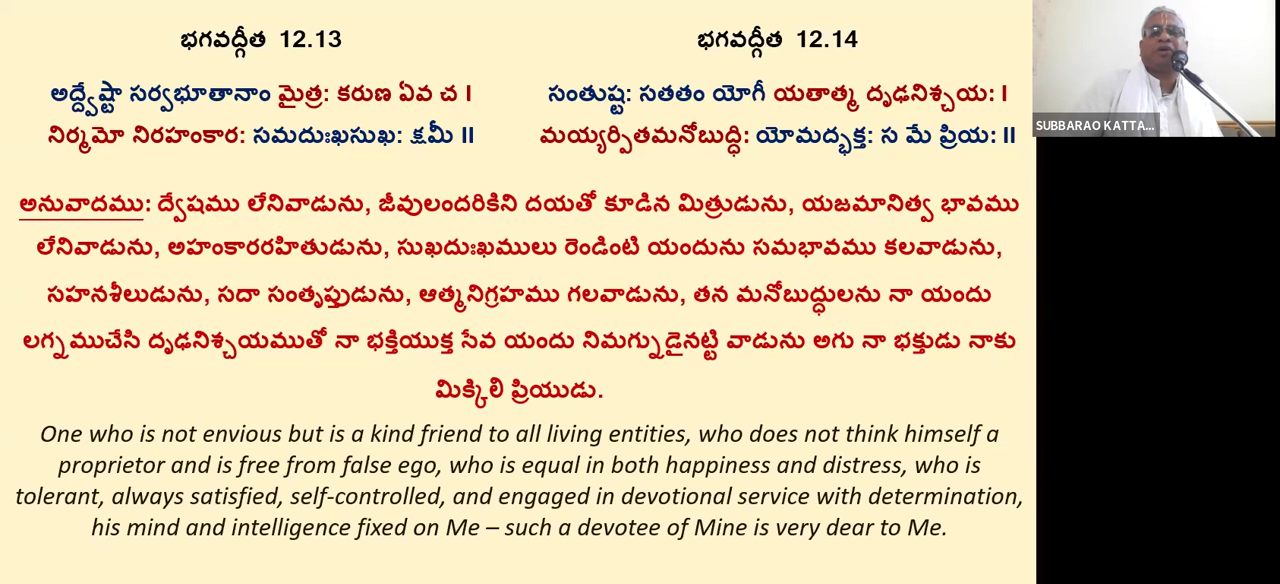 భగవద్గీత 12.13
అద్ద్వేష్టా సర్వభూతానాం మైత్ర: కరుణ ఏవ చ I
నిర్మమో నిరహంకార: సమదుఃఖసుఖ: క్షమీ II
భగవద్గీత 12.14
సంతుష్ట: సతతం యోగీ యతాత్మ దృఢనిశ్చయ: I
మయ్యర్పితమనోబుద్ధి: యోమద్భక్త: స మే ప్రియ: II
అనువాదము: ద్వేషము లేనివాడును, జీవులందరికిని దయతో కూడిన మిత్రుడును, యజమానిత్వ భావము
లేనివాడును, అహంకారరహితుడును, సుఖదుఃఖములు రెండింటి యందును సమభావము కలవాడును,
సహనశీలుడును, సదా సంతృప్తుడును, ఆత్మనిగ్రహము గలవాడును, తన మనోబుద్ధులను నా యందు
లగ్నముచేసి దృఢనిశ్చయముతో నా భక్తియుక్త సేవ యందు నిమగ్నుడైనట్టి వాడును అగు నా భక్తుడు నాకు
మిక్కిలి ప్రియుడు.
One who is not envious but is a kind friend to all living entities, who does not think himself a
proprietor and is free from false ego, who is equal in both happiness and distress, who is
tolerant, always satisfied, self-controlled, and engaged in devotional service with determination,
his mind and intelligence fixed on Me – such a devotee of Mine is very dear to Me.
SUBBARAO KATTA...